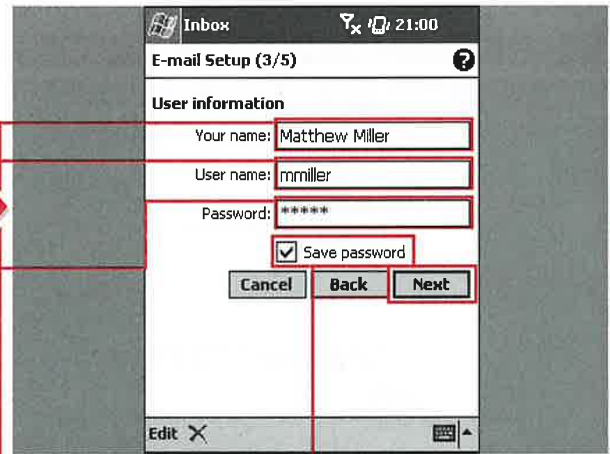 Inbox 21:00
E-mail Setup (3/5)
User information
Your name: Matthew Miller
User name: mmiller
Password: *****
Save password
Cancel Back Next
Edit